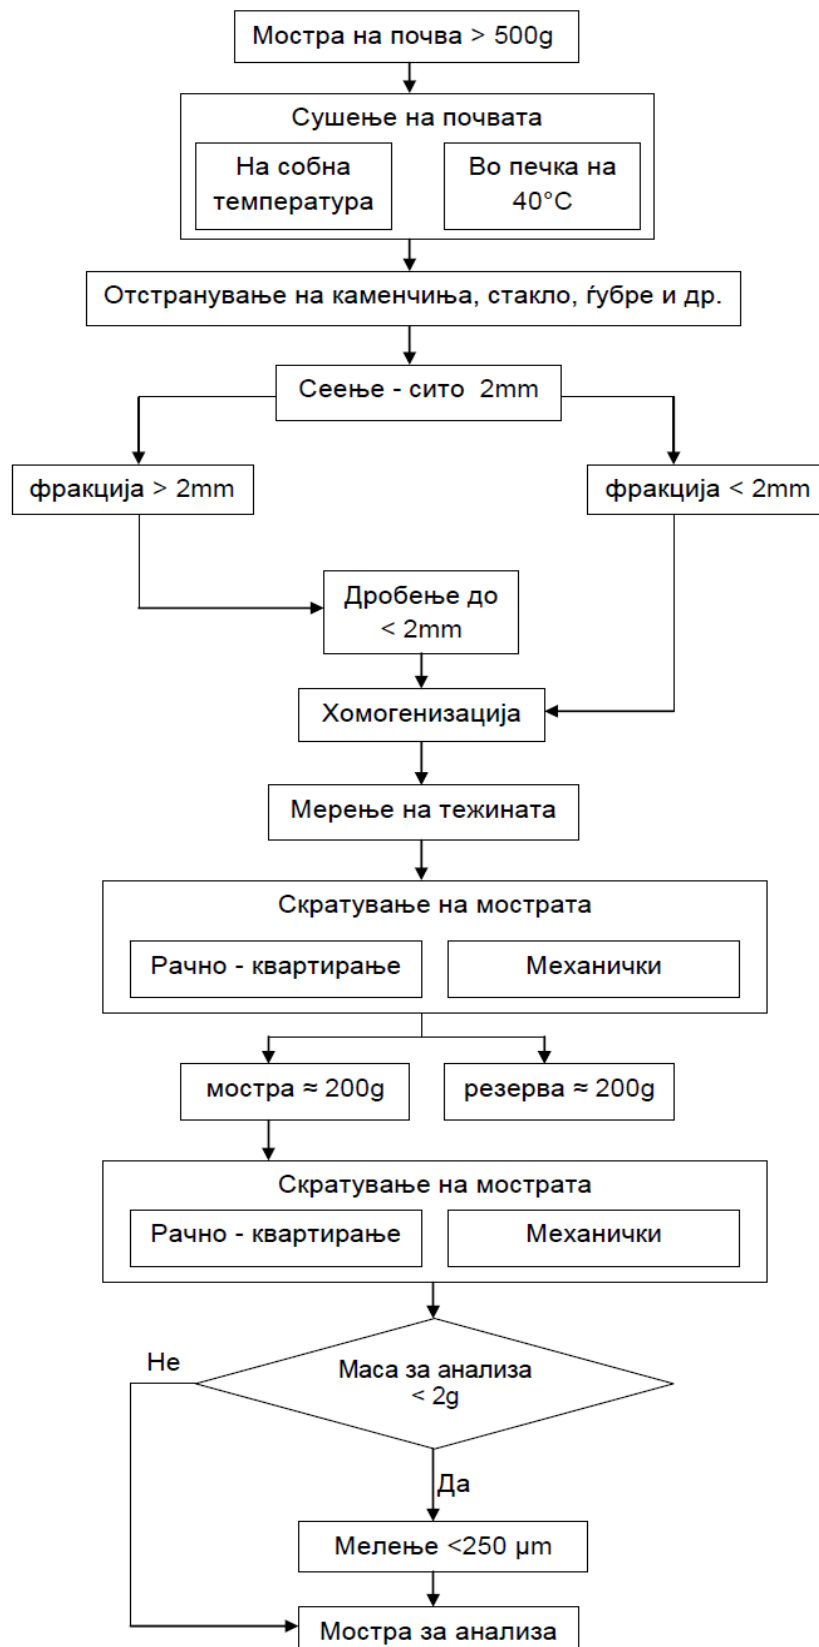 Мостра на почва > 500g
Сушење на почвата
На собна
температура
Во печка на
40°C
Отстранување на каменчиња, стакло, ѓубре и др.
Сеење - сито 2mm
фракција > 2mm
фракција < 2mm
Дробење до
< 2mm
Хомогенизација
Мерење на тежината
Скратување на мострата
Рачно - квартирање
Механички
мостра ≈ 200g
резерва ≈ 200g
Скратување на мострата
Рачно - квартирање
Механички
Не
Маса за анализа
< 2g
Да
Мелење <250 µm
Мостра за анализа